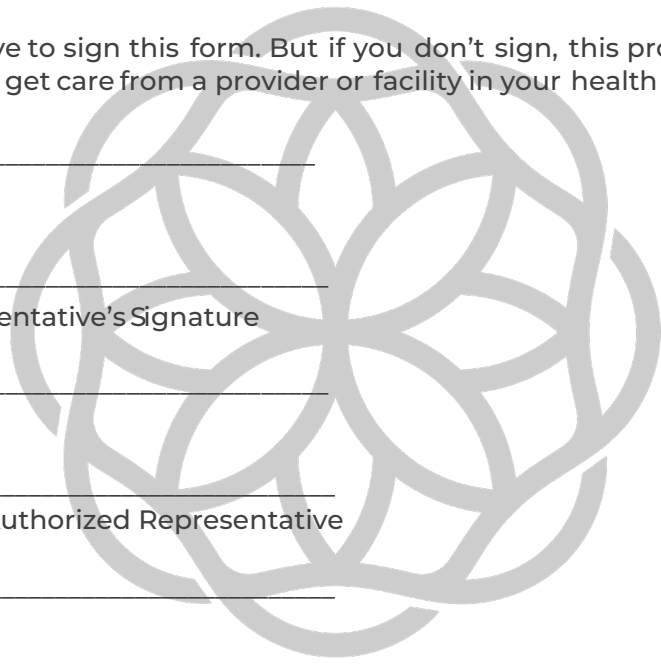 ve to sign this form. But if you don’t sign, this pro
get care from a provider or facility in your health
entative’s Signature
uthorized Representative